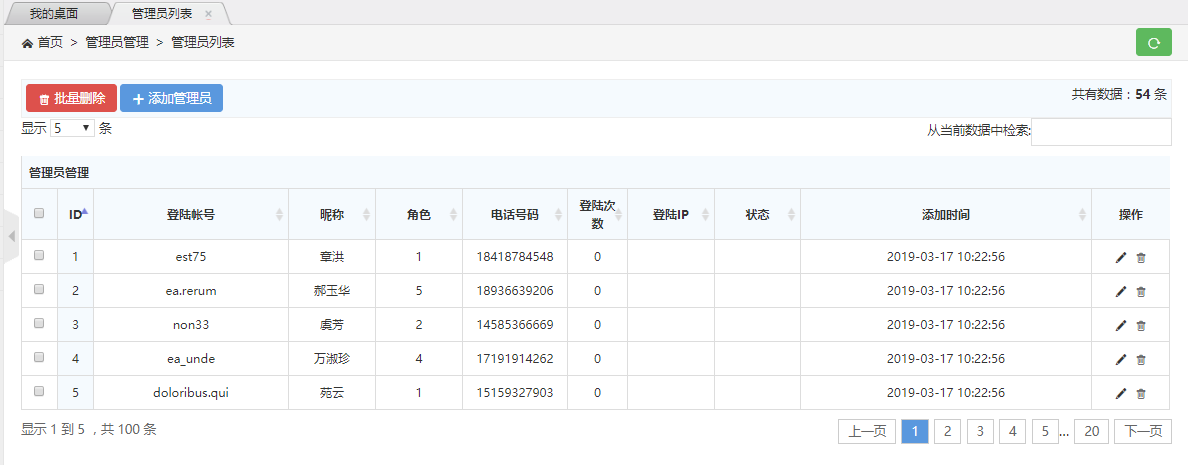 我的桌面 管理员列表 ×
首页 > 管理员管理 > 管理员列表
批量删除 添加管理员 共有数据：54 条
显示 5 条 从当前数据中检索:
管理员管理
ID 登陆帐号 昵称 角色 电话号码 登陆次数 登陆IP 状态 添加时间 操作
1 est75 章洪 1 18418784548 0 2019-03-17 10:22:56
2 ea.rerum 郝玉华 5 18936639206 0 2019-03-17 10:22:56
3 non33 虞芳 2 14585366669 0 2019-03-17 10:22:56
4 ea_unde 万淑珍 4 17191914262 0 2019-03-17 10:22:56
5 doloribus.qui 苑云 1 15159327903 0 2019-03-17 10:22:56
显示 1 到 5 ，共 100 条 上一页 1 2 3 4 5 ... 20 下一页